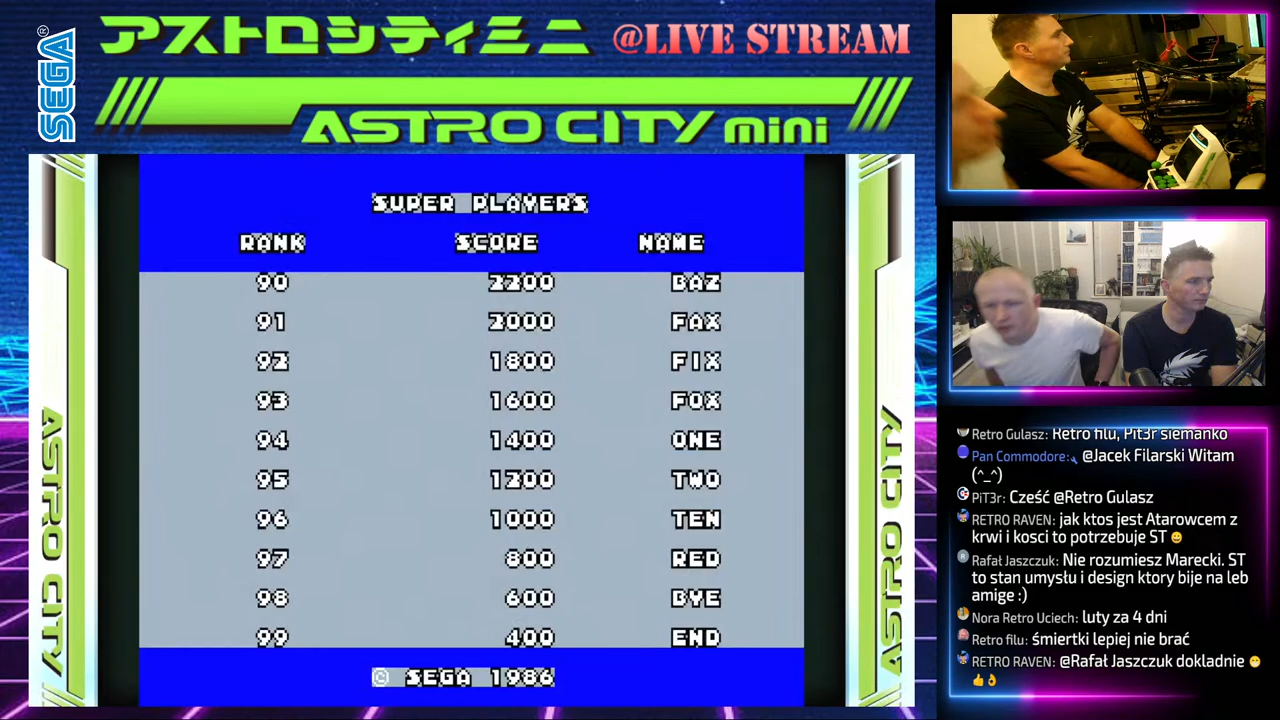 SEGA®
アストロシティミニ @LIVE STREAM
ASTRO CITY mini
SUPER PLAYERS
RANK SCORE NAME
90 2200 BAZ
91 2000 FAX
92 1800 FIX
93 1600 FOX
94 1400 ONE
95 1200 TWO
96 1000 TEN
97 800 RED
98 600 BYE
99 400 END
© SEGA 1986
ASTRO CITY
ASTRO CITY
Retro Gulasz: Retro filu, Pit3r siemanko
Pan Commodore: @Jacek Filarski Witam
(^_^)
PiT3r: Cześć @Retro Gulasz
RETRO RAVEN: jak ktos jest Atarowcem z
krwi i kosci to potrzebuje ST 😀
Rafał Jaszczuk: Nie rozumiesz Marecki. ST
to stan umysłu i design ktory bije na leb
amige :)
Nora Retro Uciech: luty za 4 dni
Retro filu: śmiertki lepiej nie brać
RETRO RAVEN: @Rafał Jaszczuk dokladnie 😁
👍👌